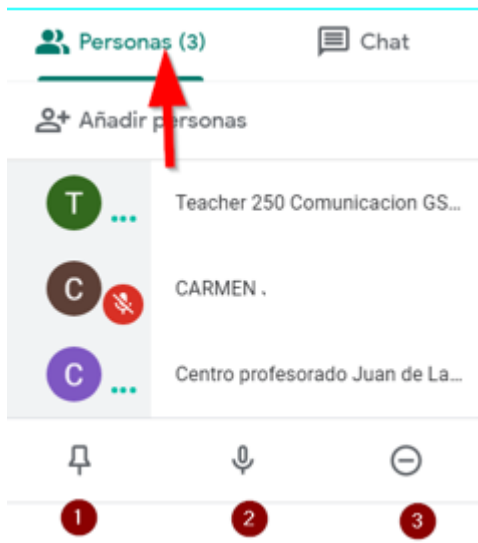 Personas (3)
Chat
Añadir personas
T
Teacher 250 Comunicacion GS...
C
CARMEN .
C
Centro profesorado Juan de La...
1
2
3